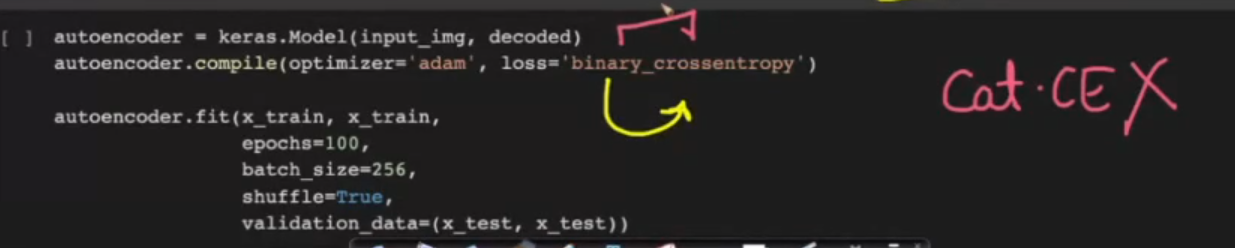 [ ] autoencoder = keras.Model(input_img, decoded)
autoencoder.compile(optimizer='adam', loss='binary_crossentropy')
Cat·CE X
autoencoder.fit(x_train, x_train,
epochs=100,
batch_size=256,
shuffle=True,
validation_data=(x_test, x_test))